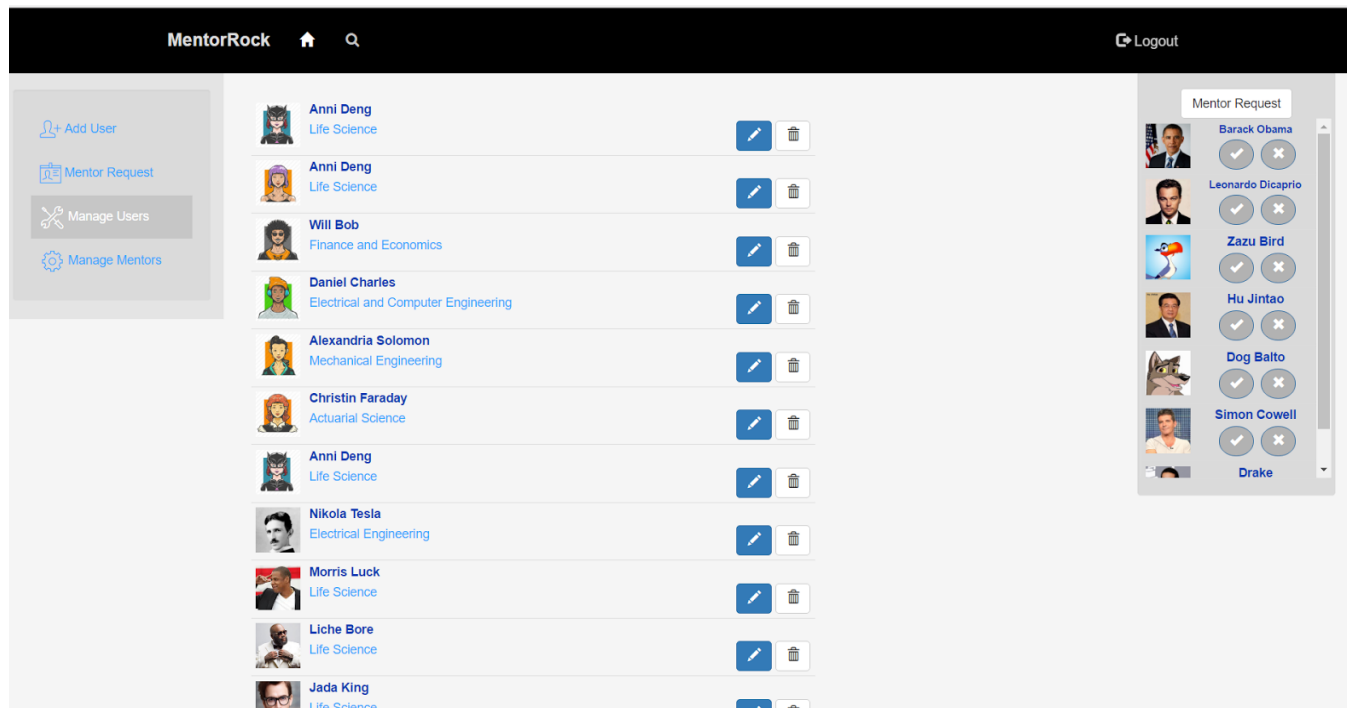 MentorRock
Logout
Add User
Mentor Request
Manage Users
Manage Mentors
Anni Deng
Life Science
Anni Deng
Life Science
Will Bob
Finance and Economics
Daniel Charles
Electrical and Computer Engineering
Alexandria Solomon
Mechanical Engineering
Christin Faraday
Actuarial Science
Anni Deng
Life Science
Nikola Tesla
Electrical Engineering
Morris Luck
Life Science
Liche Bore
Life Science
Jada King
Life Science
Mentor Request
Barack Obama
Leonardo Dicaprio
Zazu Bird
Hu Jintao
Dog Balto
Simon Cowell
Drake